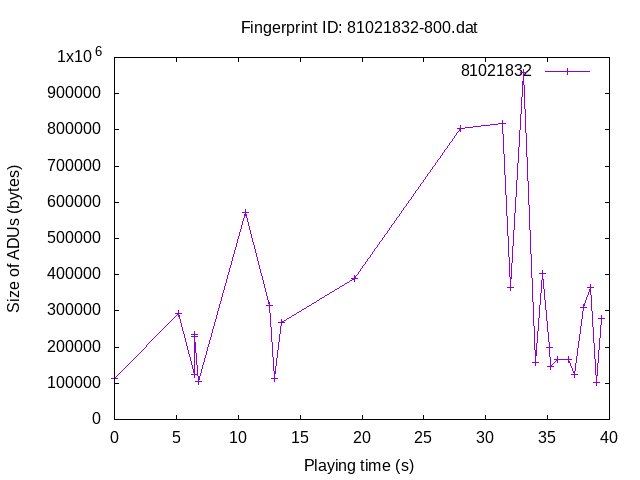 Fingerprint ID: 81021832-800.dat
1x10^6
81021832
900000
800000
700000
600000
500000
400000
300000
200000
100000
0
Size of ADUs (bytes)
0 5 10 15 20 25 30 35 40
Playing time (s)